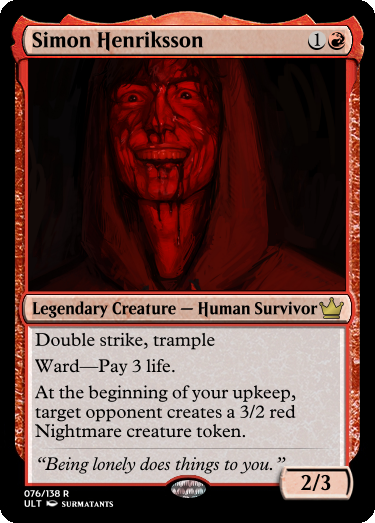 Simon Henriksson 1
Legendary Creature — Human Survivor
Double strike, trample
Ward—Pay 3 life.
At the beginning of your upkeep,
target opponent creates a 3/2 red
Nightmare creature token.
“Being lonely does things to you.”
2/3
076/138 R
ULT SURMATANTS